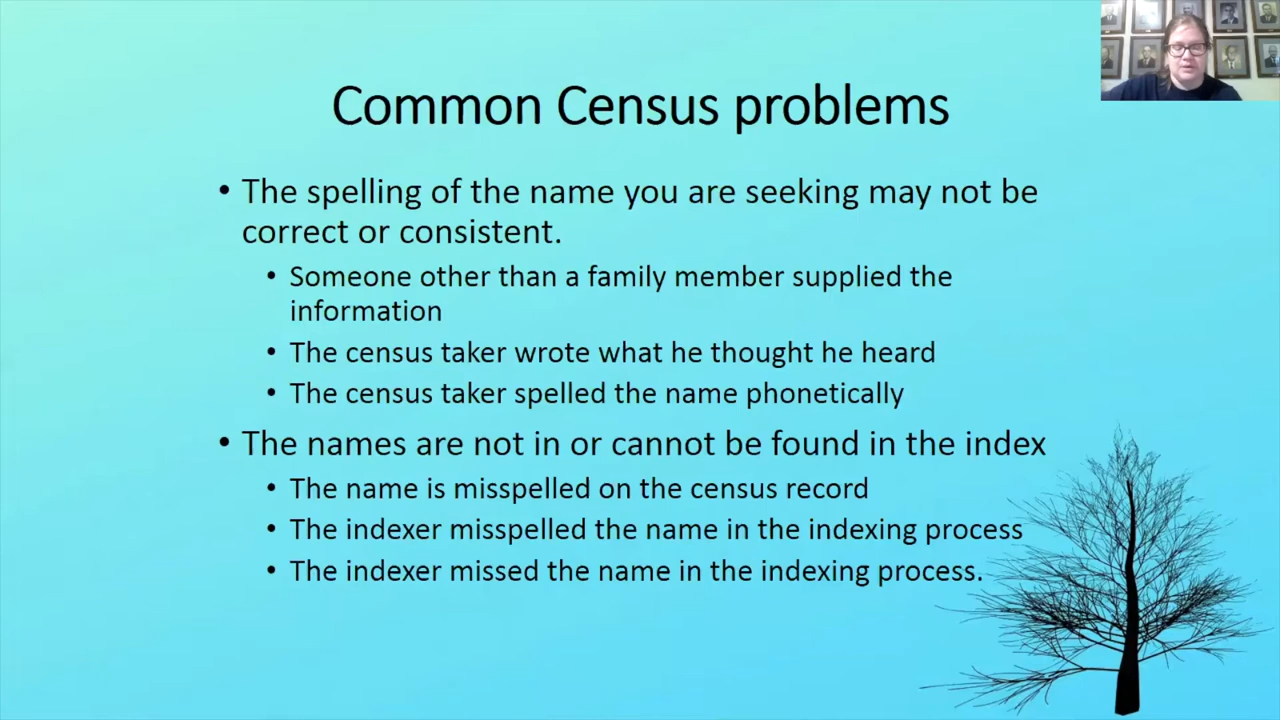 Common Census problems
• The spelling of the name you are seeking may not be
correct or consistent.
• Someone other than a family member supplied the
information
• The census taker wrote what he thought he heard
• The census taker spelled the name phonetically
• The names are not in or cannot be found in the index
• The name is misspelled on the census record
• The indexer misspelled the name in the indexing process
• The indexer missed the name in the indexing process.